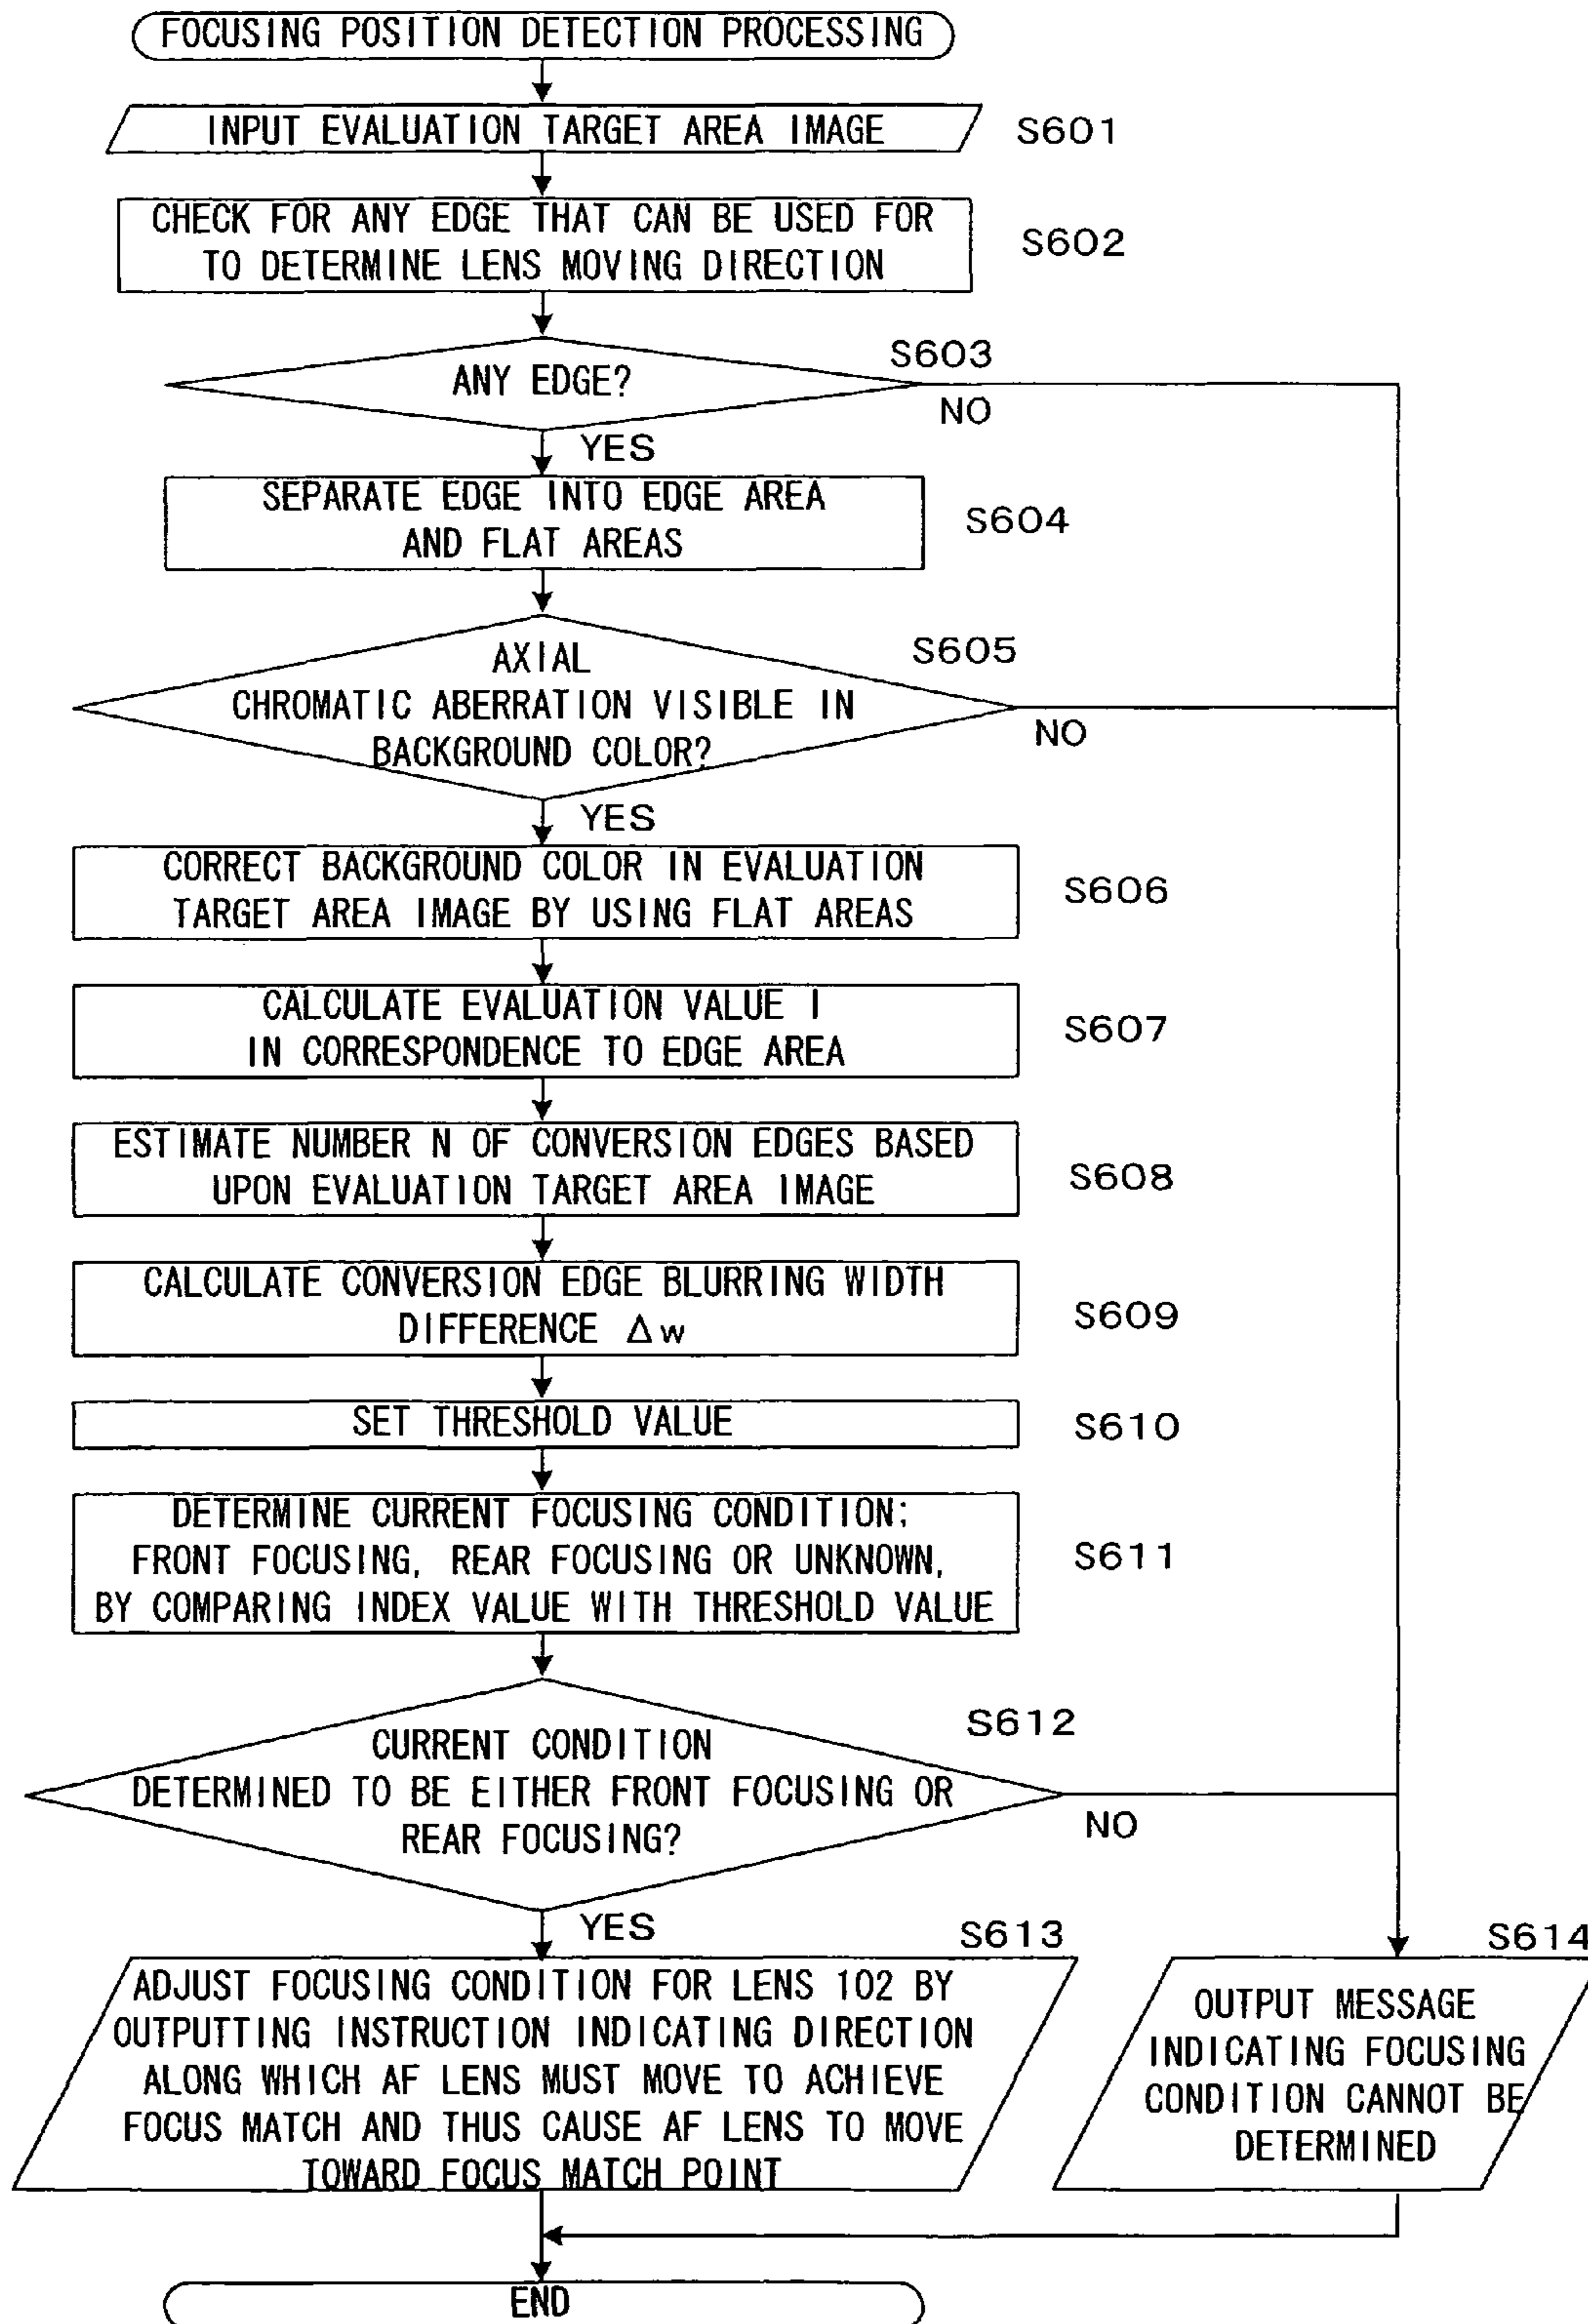 FOCUSING POSITION DETECTION PROCESSING
INPUT EVALUATION TARGET AREA IMAGE
S601
CHECK FOR ANY EDGE THAT CAN BE USED FOR
TO DETERMINE LENS MOVING DIRECTION
S602
ANY EDGE?
S603
NO
YES
SEPARATE EDGE INTO EDGE AREA
AND FLAT AREAS
S604
AXIAL
CHROMATIC ABERRATION VISIBLE IN
BACKGROUND COLOR?
S605
NO
YES
CORRECT BACKGROUND COLOR IN EVALUATION
TARGET AREA IMAGE BY USING FLAT AREAS
S606
CALCULATE EVALUATION VALUE I
IN CORRESPONDENCE TO EDGE AREA
S607
ESTIMATE NUMBER N OF CONVERSION EDGES BASED
UPON EVALUATION TARGET AREA IMAGE
S608
CALCULATE CONVERSION EDGE BLURRING WIDTH
DIFFERENCE Δw
S609
SET THRESHOLD VALUE
S610
DETERMINE CURRENT FOCUSING CONDITION;
FRONT FOCUSING, REAR FOCUSING OR UNKNOWN,
BY COMPARING INDEX VALUE WITH THRESHOLD VALUE
S611
CURRENT CONDITION
DETERMINED TO BE EITHER FRONT FOCUSING OR
REAR FOCUSING?
S612
NO
YES
S613
ADJUST FOCUSING CONDITION FOR LENS 102 BY
OUTPUTTING INSTRUCTION INDICATING DIRECTION
ALONG WHICH AF LENS MUST MOVE TO ACHIEVE
FOCUS MATCH AND THUS CAUSE AF LENS TO MOVE
TOWARD FOCUS MATCH POINT
S614
OUTPUT MESSAGE
INDICATING FOCUSING
CONDITION CANNOT BE
DETERMINED
END